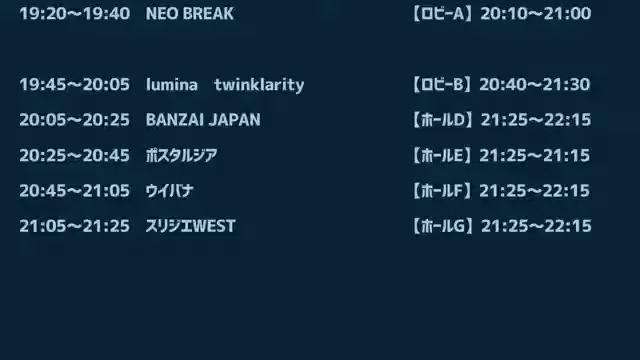 19:20～19:40 NEO BREAK 【ロビーA】20:10～21:00
19:45～20:05 lumina　twinklarity 【ロビーB】20:40～21:30
20:05～20:25 BANZAI JAPAN 【ホールD】21:25～22:15
20:25～20:45 ポスタルジア 【ホールE】21:25～21:15
20:45～21:05 ウイバナ 【ホールF】21:25～22:15
21:05～21:25 スリジエWEST 【ホールG】21:25～22:15